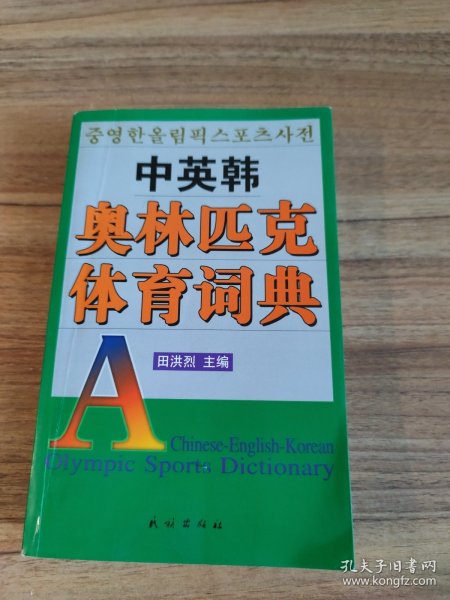 중영한올림픽스포츠사전
中英韩
奥林匹克
体育词典
田洪烈 主编
A
Chinese-English-Korean
Olympic Sports Dictionary
民族出版社
孔夫子旧书网
www.kongfz.com